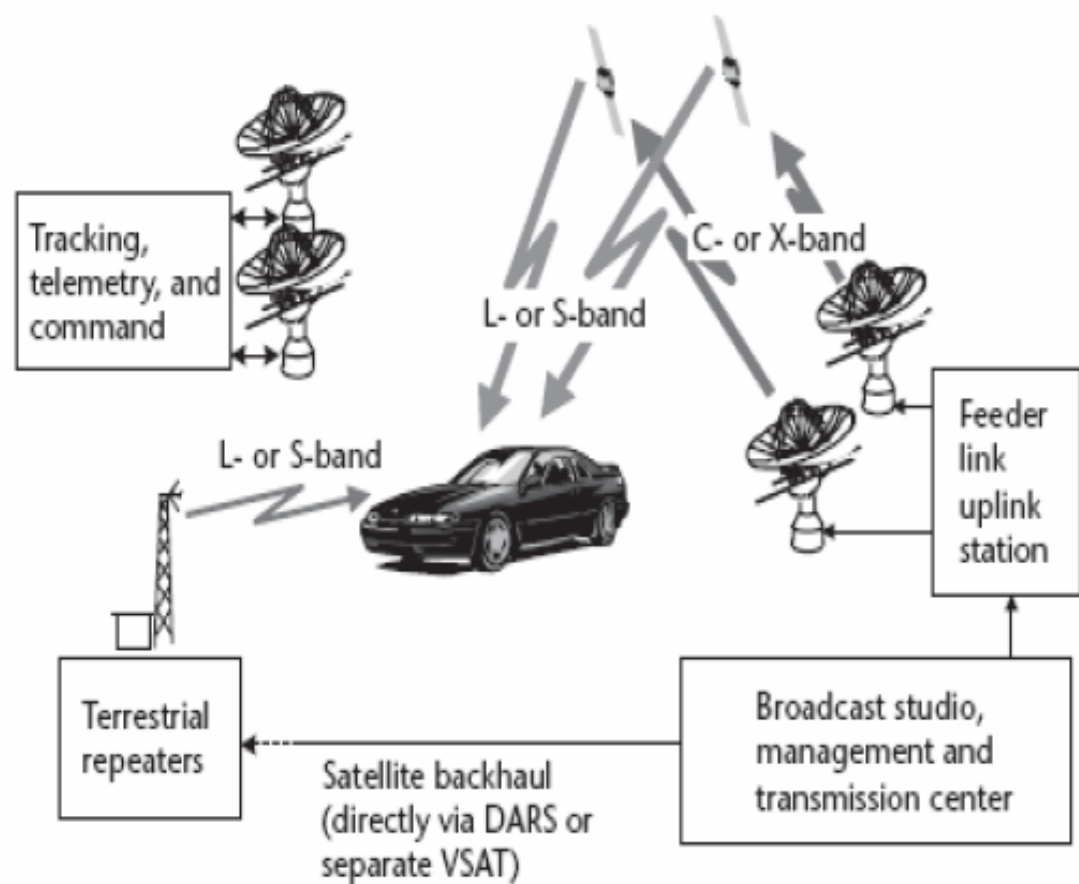 C- or X-band
Tracking,
telemetry, and
command
L- or S-band
L- or S-band
Feeder
link
uplink
station
Terrestrial
repeaters
Satellite backhaul
(directly via DARS or
separate VSAT)
Broadcast studio,
management and
transmission center